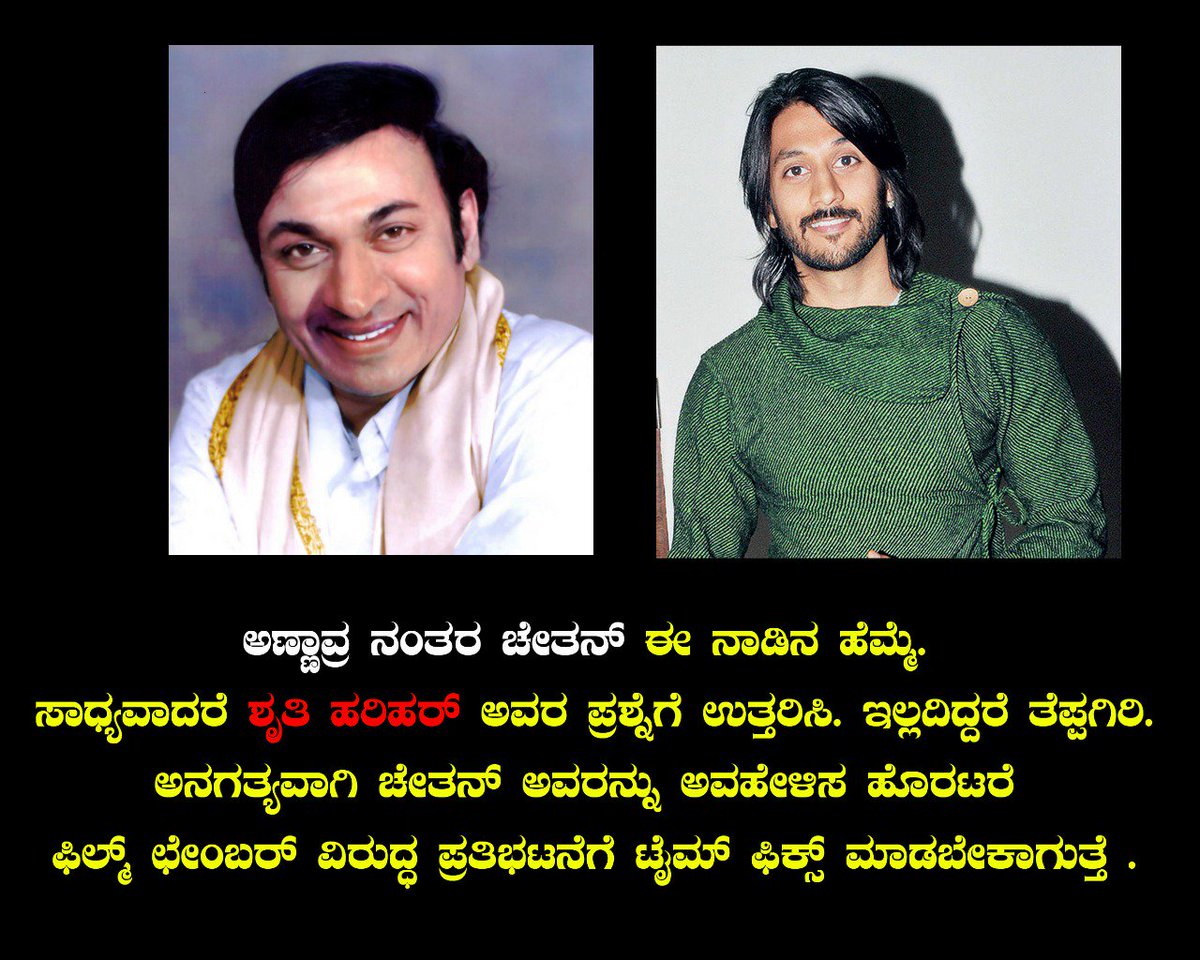 ಅಣ್ಣಾವ್ರ ನಂತರ ಚೇತನ್ ಈ ನಾಡಿನ ಹೆಮ್ಮೆ.
ಸಾಧ್ಯವಾದರೆ ಶೃತಿ ಹರಿಹರ್ ಅವರ ಪ್ರಶ್ನೆಗೆ ಉತ್ತರಿಸಿ. ಇಲ್ಲದಿದ್ದರೆ ತೆಪ್ಪಗಿರಿ.
ಅನಗತ್ಯವಾಗಿ ಚೇತನ್ ಅವರನ್ನು ಅವಹೇಳಿಸ ಹೊರಟರೆ
ಫಿಲ್ಮ್ ಛೇಂಬರ್ ವಿರುದ್ಧ ಪ್ರತಿಭಟನೆಗೆ ಟೈಮ್ ಫಿಕ್ಸ್ ಮಾಡಬೇಕಾಗುತ್ತೆ .